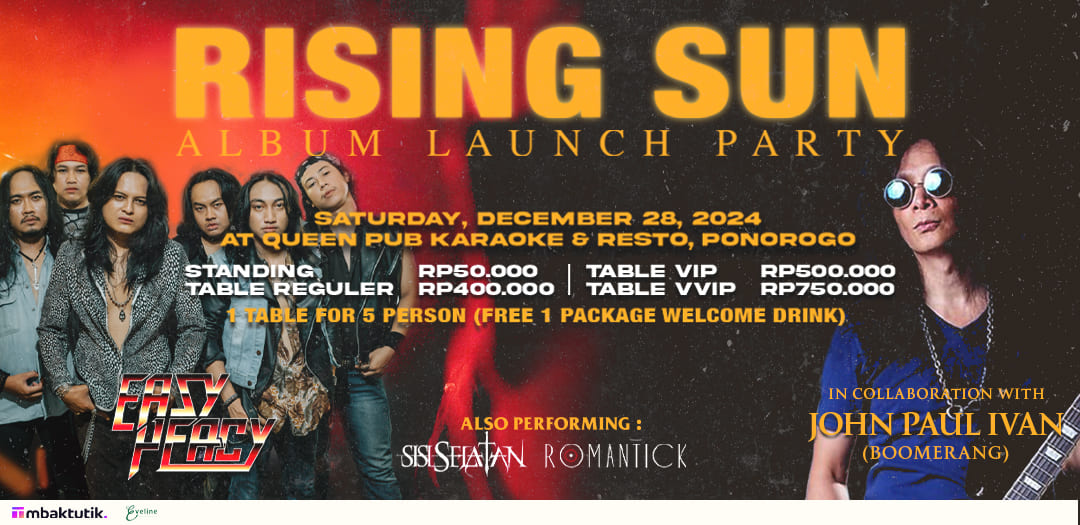 RISING SUN
ALBUM LAUNCH PARTY
SATURDAY, DECEMBER 28, 2024
AT QUEEN PUB KARAOKE & RESTO, PONOROGO
STANDING RP50.000 | TABLE VIP RP500.000
TABLE REGULER RP400.000 | TABLE VVIP RP750.000
1 TABLE FOR 5 PERSON (FREE 1 PACKAGE WELCOME DRINK)
EASY PEACY
ALSO PERFORMING :
SISI SELATAN ROMANTICK
IN COLLABORATION WITH
JOHN PAUL IVAN
(BOOMERANG)
mbaktutik. Eyeline